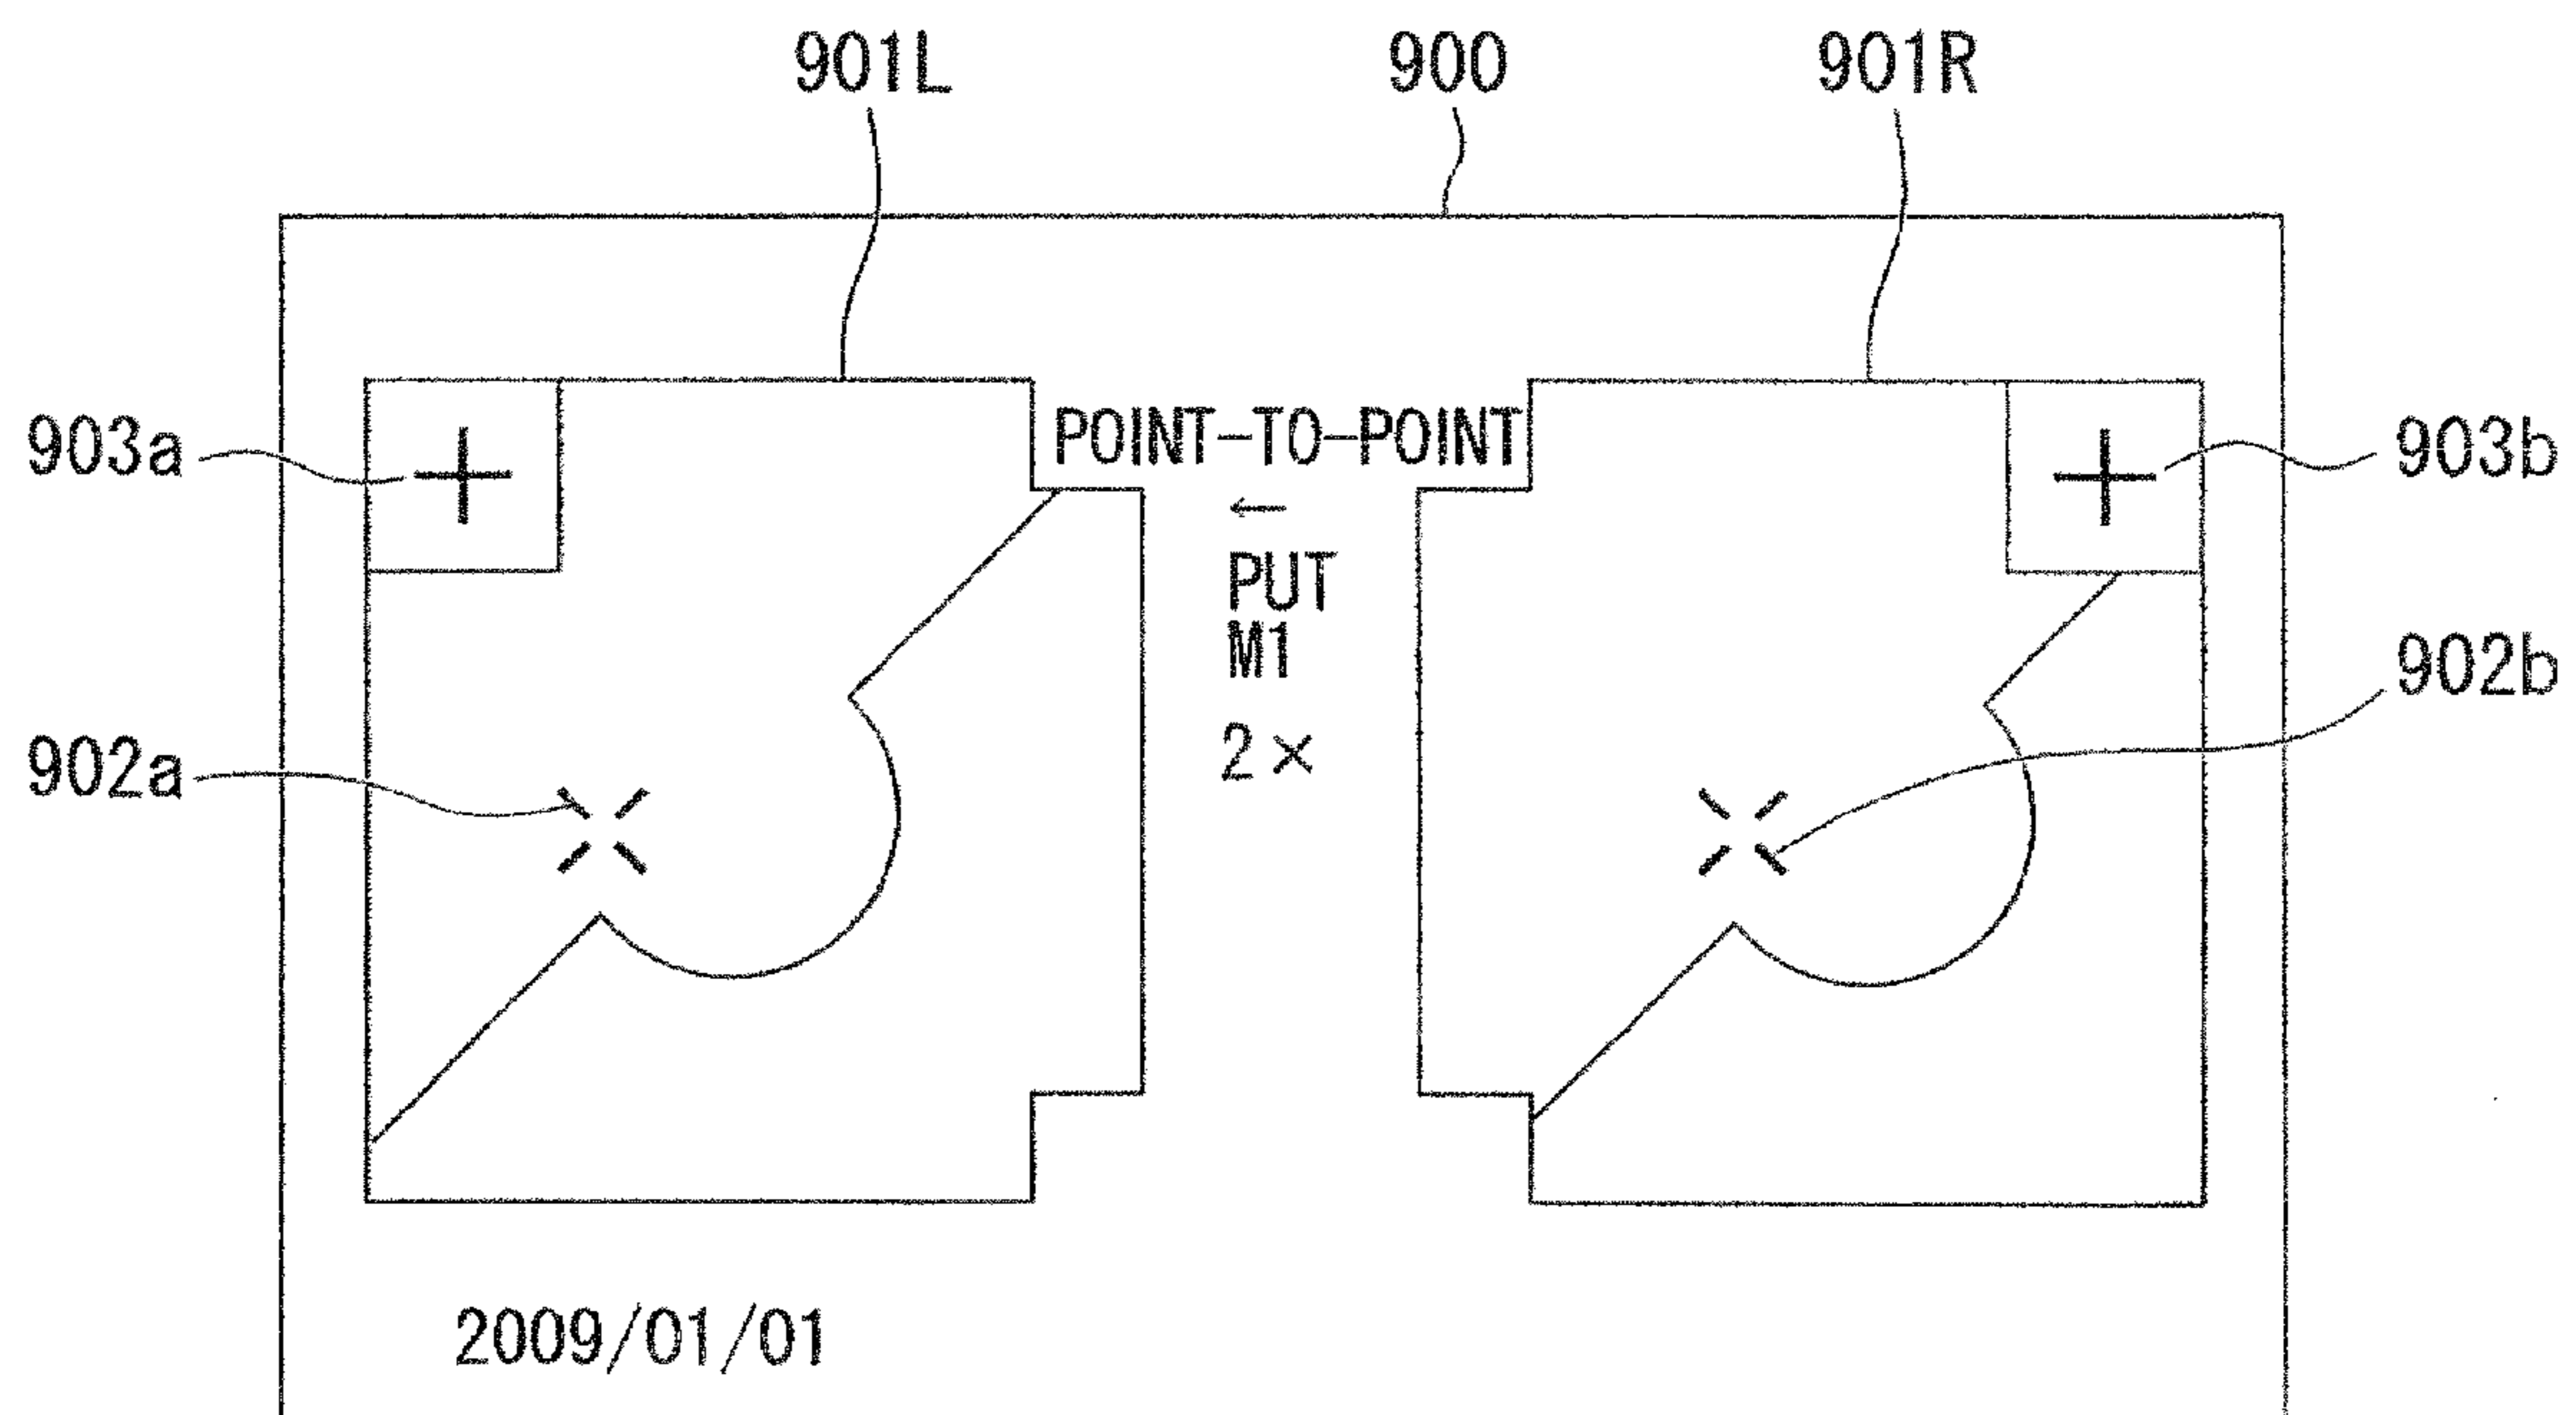 901L 900 901R
903a POINT-TO-POINT 903b
←
PUT
M1
902b
902a 2×
2009/01/01